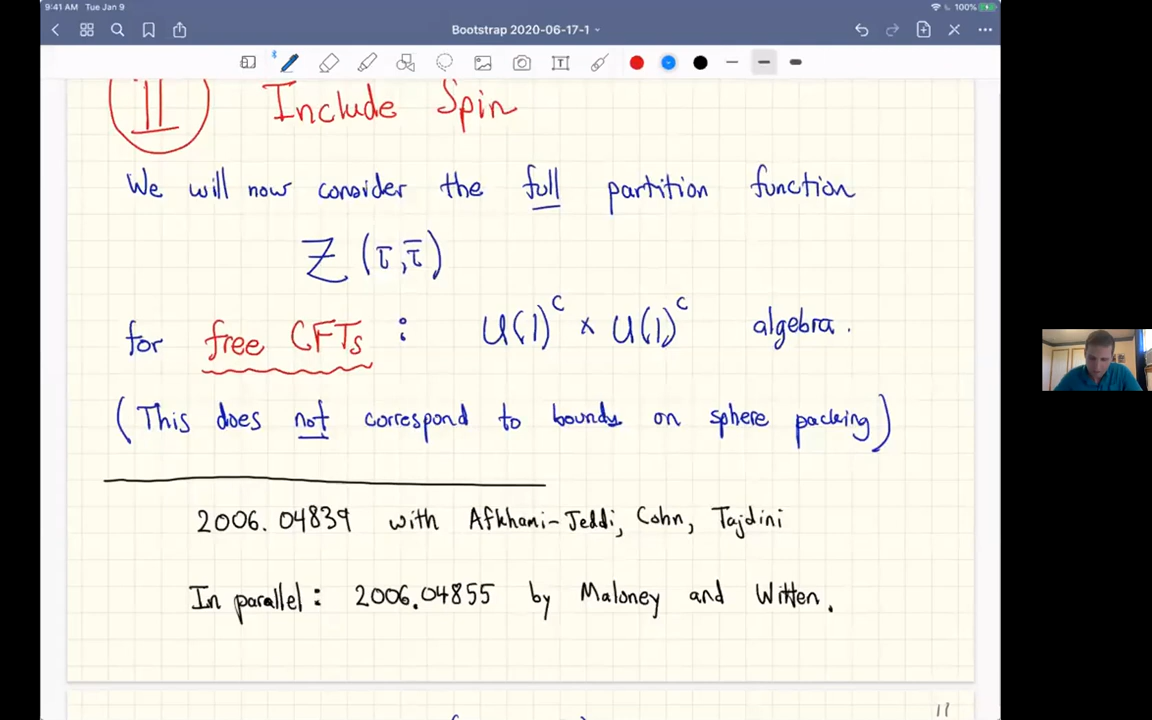 9:41 AM Tue Jan 9
100%
Bootstrap 2020-06-17-1
II Include Spin
We will now consider the full partition function
Z(τ,τ̄)
for free CFTs : U(1)^c × U(1)^c algebra.
(This does not correspond to bounds on sphere packing)
2006.04839 with Afkhami-Jeddi, Cohn, Tajdini
In parallel: 2006.04855 by Maloney and Witten.
11